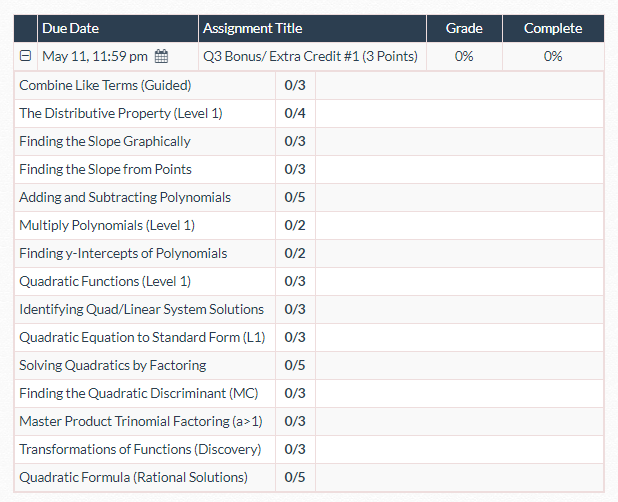 Due Date Assignment Title Grade Complete
May 11, 11:59 pm Q3 Bonus/ Extra Credit #1 (3 Points) 0% 0%
Combine Like Terms (Guided) 0/3
The Distributive Property (Level 1) 0/4
Finding the Slope Graphically 0/3
Finding the Slope from Points 0/3
Adding and Subtracting Polynomials 0/5
Multiply Polynomials (Level 1) 0/2
Finding y-Intercepts of Polynomials 0/2
Quadratic Functions (Level 1) 0/3
Identifying Quad/Linear System Solutions 0/3
Quadratic Equation to Standard Form (L1) 0/3
Solving Quadratics by Factoring 0/5
Finding the Quadratic Discriminant (MC) 0/3
Master Product Trinomial Factoring (a>1) 0/3
Transformations of Functions (Discovery) 0/3
Quadratic Formula (Rational Solutions) 0/5